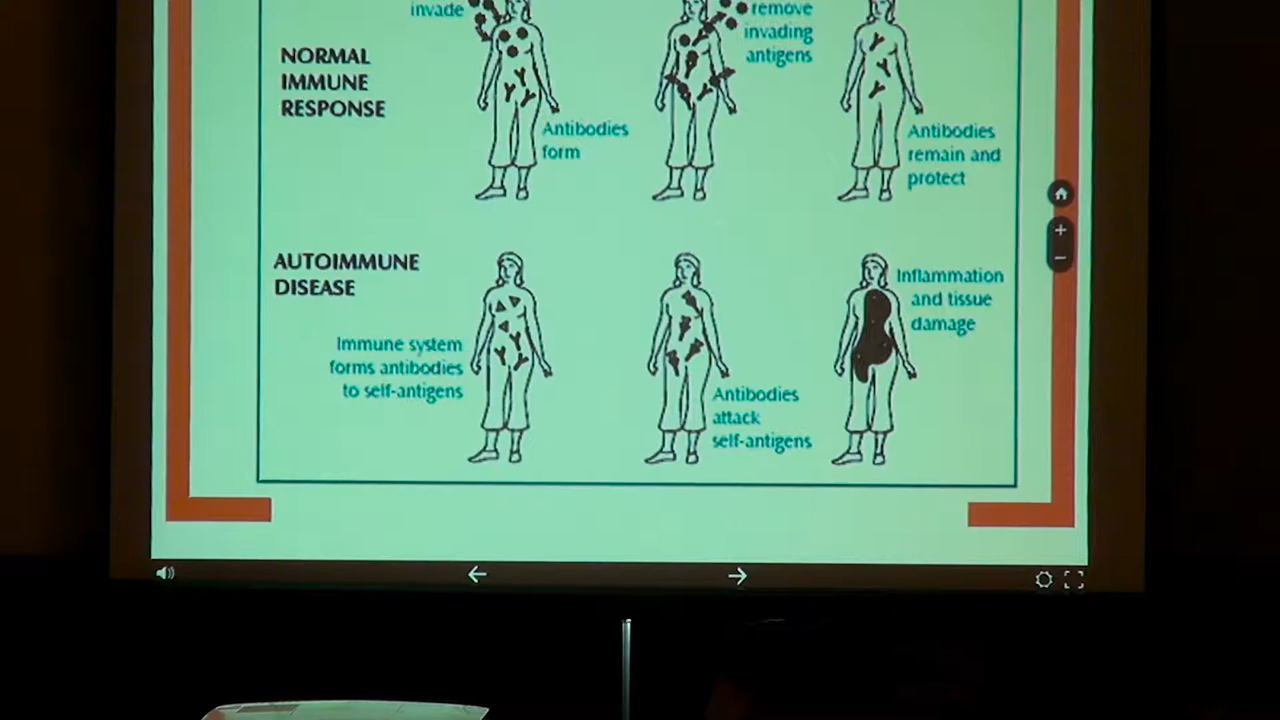 invade
remove
invading
antigens
NORMAL
IMMUNE
RESPONSE
Antibodies
form
Antibodies
remain and
protect
AUTOIMMUNE
DISEASE
Immune system
forms antibodies
to self-antigens
Antibodies
attack
self-antigens
Inflammation
and tissue
damage